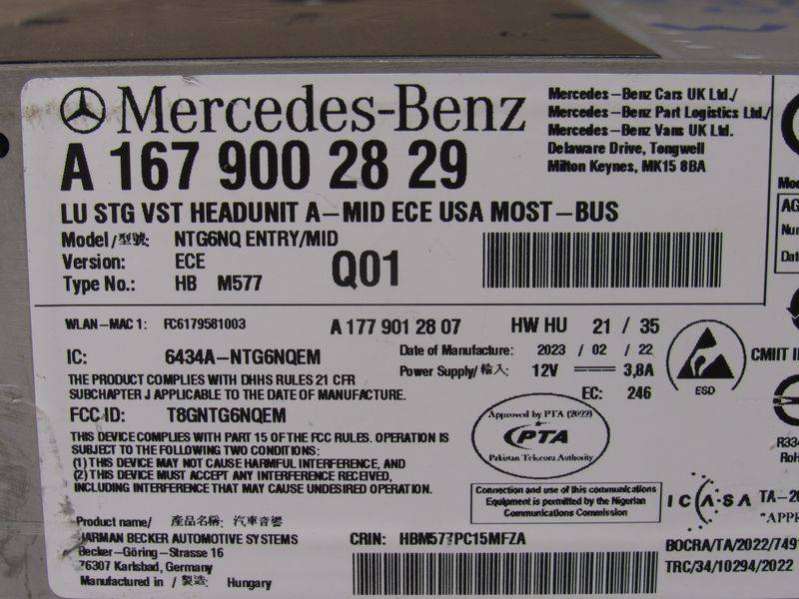 Mercedes-Benz
Mercedes-Benz Cars UK Ltd./
Mercedes-Benz Part Logistics Ltd./
Mercedes-Benz Vans UK Ltd.
Delaware Drive, Tongwell
Milton Keynes, MK15 8BA
A 167 900 28 29
LU STG VST HEADUNIT A-MID ECE USA MOST-BUS
Model/型號: NTG6NQ ENTRY/MID
Version: ECE
Type No.: HB M577
Q01
WLAN-MAC 1: FC6179581003
A 177 901 28 07
HW HU 21 / 35
IC: 6434A-NTG6NQEM
Date of Manufacture: 2023 / 02 / 22
Power Supply/輸入: 12V 3,8A
EC: 246
ESD
CMIIT
THE PRODUCT COMPLIES WITH DHHS RULES 21 CFR
SUBCHAPTER J APPLICABLE TO THE DATE OF MANUFACTURE.
FCC ID: T8GNTG6NQEM
THIS DEVICE COMPLIES WITH PART 15 OF THE FCC RULES. OPERATION IS
SUBJECT TO THE FOLLOWING TWO CONDITIONS:
(1) THIS DEVICE MAY NOT CAUSE HARMFUL INTERFERENCE, AND
(2) THIS DEVICE MUST ACCEPT ANY INTERFERENCE RECEIVED,
INCLUDING INTERFERENCE THAT MAY CAUSE UNDESIRED OPERATION.
Approved by PTA (2022)
PTA
Pakistan Telecom Authority
Connection and use of this communications
Equipment is permitted by the Nigerian
Communications Commission
ICASA
Product name/ 產品名稱: 汽車音響
HARMAN BECKER AUTOMOTIVE SYSTEMS
Becker-Göring-Strasse 16
76307 Karlsbad, Germany
Manufactured in / 製造: Hungary
CRIN: HBM577PC15MFZA
BOCRA/TA/2022/7491
TRC/34/10294/2022